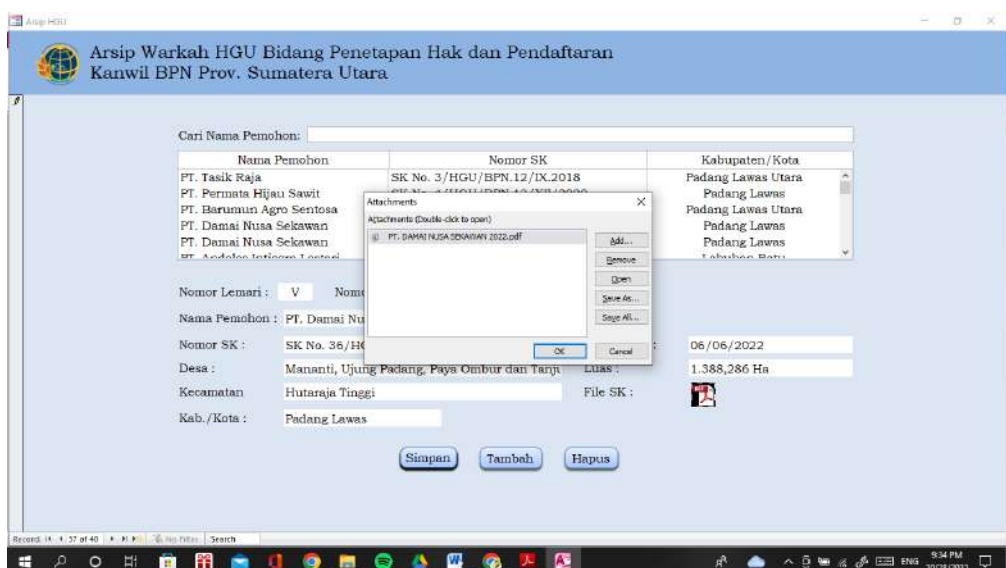 Arsip HGU
Arsip Warkah HGU Bidang Penetapan Hak dan Pendaftaran
Kanwil BPN Prov. Sumatera Utara
Cari Nama Pemohon:
Nama Pemohon Nomor SK Kabupaten/Kota
PT. Tasik Raja SK No. 3/HGU/BPN.12/IX.2018 Padang Lawas Utara
PT. Permata Hijau Sawit Padang Lawas
PT. Barumun Agro Sentosa Padang Lawas Utara
PT. Damai Nusa Sekawan Padang Lawas
PT. Damai Nusa Sekawan Padang Lawas
Attachments
Attachments (Double-click to open)
PT. DAMAI NUSA SEKAWAN 2022.pdf
Add...
Remove
Open
Save As...
Save All...
OK Cancel
Nomor Lemari : V
Nama Pemohon : PT. Damai Nu
Nomor SK : SK No. 36/H : 06/06/2022
Desa : Mananti, Ujung Padang, Paya Ombur dan Tanju Luas : 1.388,286 Ha
Kecamatan Hutaraja Tinggi File SK :
Kab./Kota : Padang Lawas
Simpan Tambah Hapus
Record: 37 of 40 No Filter Search
ENG 9:34 PM